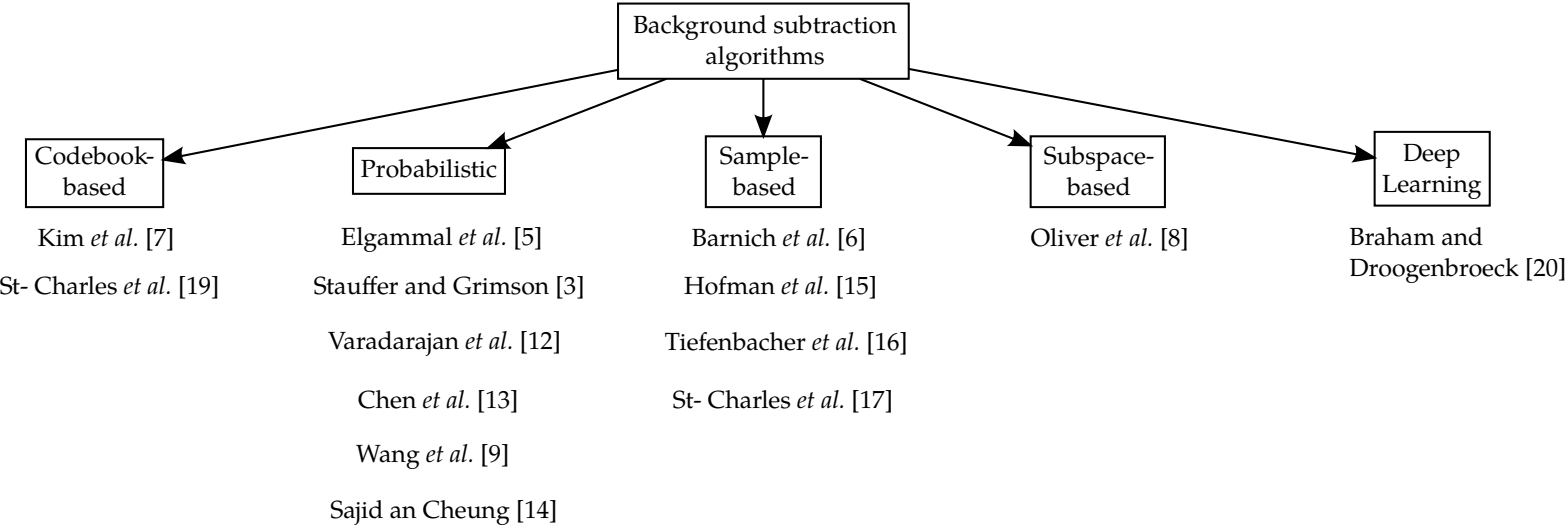 Background subtraction
algorithms
Codebook-
based
Kim et al. [7]
St- Charles et al. [19]
Probabilistic
Elgammal et al. [5]
Stauffer and Grimson [3]
Varadarajan et al. [12]
Chen et al. [13]
Wang et al. [9]
Sajid an Cheung [14]
Sample-
based
Barnich et al. [6]
Hofman et al. [15]
Tiefenbacher et al. [16]
St- Charles et al. [17]
Subspace-
based
Oliver et al. [8]
Deep
Learning
Braham and
Droogenbroeck [20]